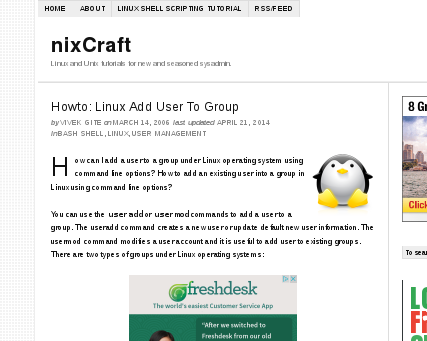 HOME ABOUT LINUX SHELL SCRIPTING TUTORIAL RSS/FEED
nixCraft
Linux and Unix tutorials for new and seasoned sysadmin.
Howto: Linux Add User To Group
by VIVEK GITE on MARCH 14, 2006 last updated APRIL 21, 2014
in BASH SHELL, LINUX, USER MANAGEMENT
How can I add a user to a group under Linux operating system using
command line options? How to add an existing user into a group in
Linux using command line options?
You can use the useradd or usermod commands to add a user to a
group. The useradd command creates a new user or update default new user information. The
usermod command modifies a user account and it is useful to add user to existing groups.
There are two types of groups under Linux operating systems:
freshdesk
The world's easiest Customer Service App
"After we switched to
Freshdesk from our old
8 Gr
Click
To sear